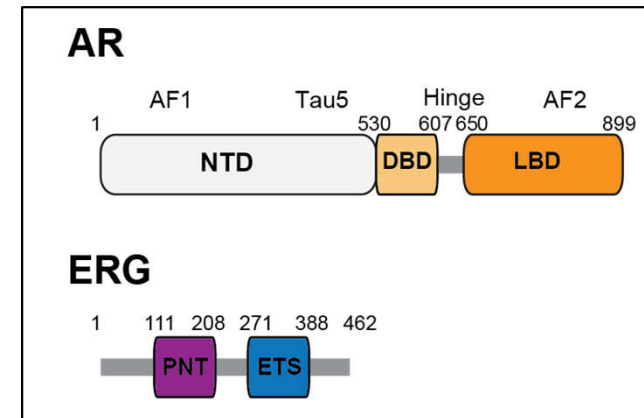 AR
AF1 Tau5 Hinge AF2
1 530 607 650 899
NTD DBD LBD
ERG
1 111 208 271 388 462
PNT ETS